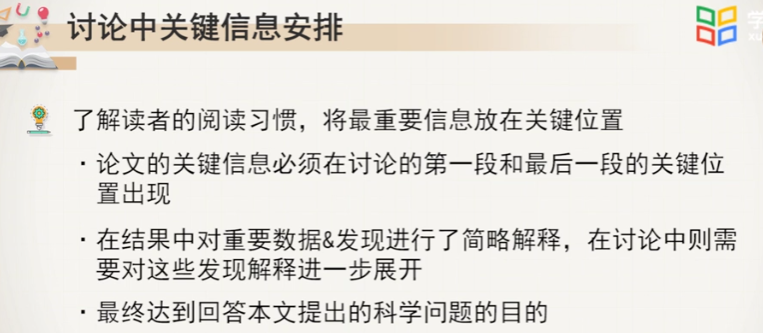 讨论中关键信息安排
学
了解读者的阅读习惯，将最重要信息放在关键位置
·论文的关键信息必须在讨论的第一段和最后一段的关键位
置出现
·在结果中对重要数据&发现进行了简略解释，在讨论中则需
要对这些发现解释进一步展开
·最终达到回答本文提出的科学问题的目的